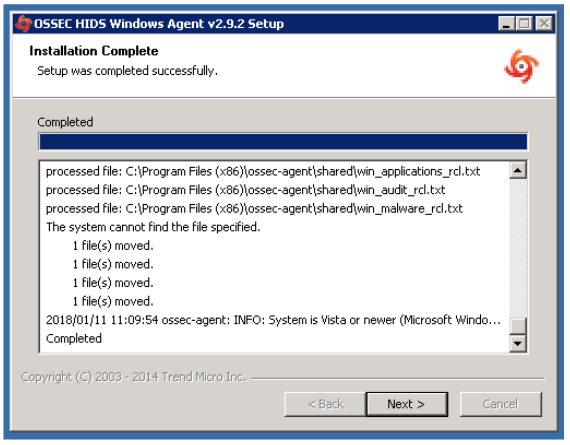 OSSEC HIDS Windows Agent v2.9.2 Setup
Installation Complete
Setup was completed successfully.
Completed
processed file: C:\Program Files (x86)\ossec-agent\shared\win_applications_rcl.txt
processed file: C:\Program Files (x86)\ossec-agent\shared\win_audit_rcl.txt
processed file: C:\Program Files (x86)\ossec-agent\shared\win_malware_rcl.txt
The system cannot find the file specified.
1 file(s) moved.
1 file(s) moved.
1 file(s) moved.
1 file(s) moved.
2018/01/11 11:09:54 ossec-agent: INFO: System is Vista or newer (Microsoft Windo...
Completed
Copyright (C) 2003 - 2014 Trend Micro Inc.
< Back Next > Cancel